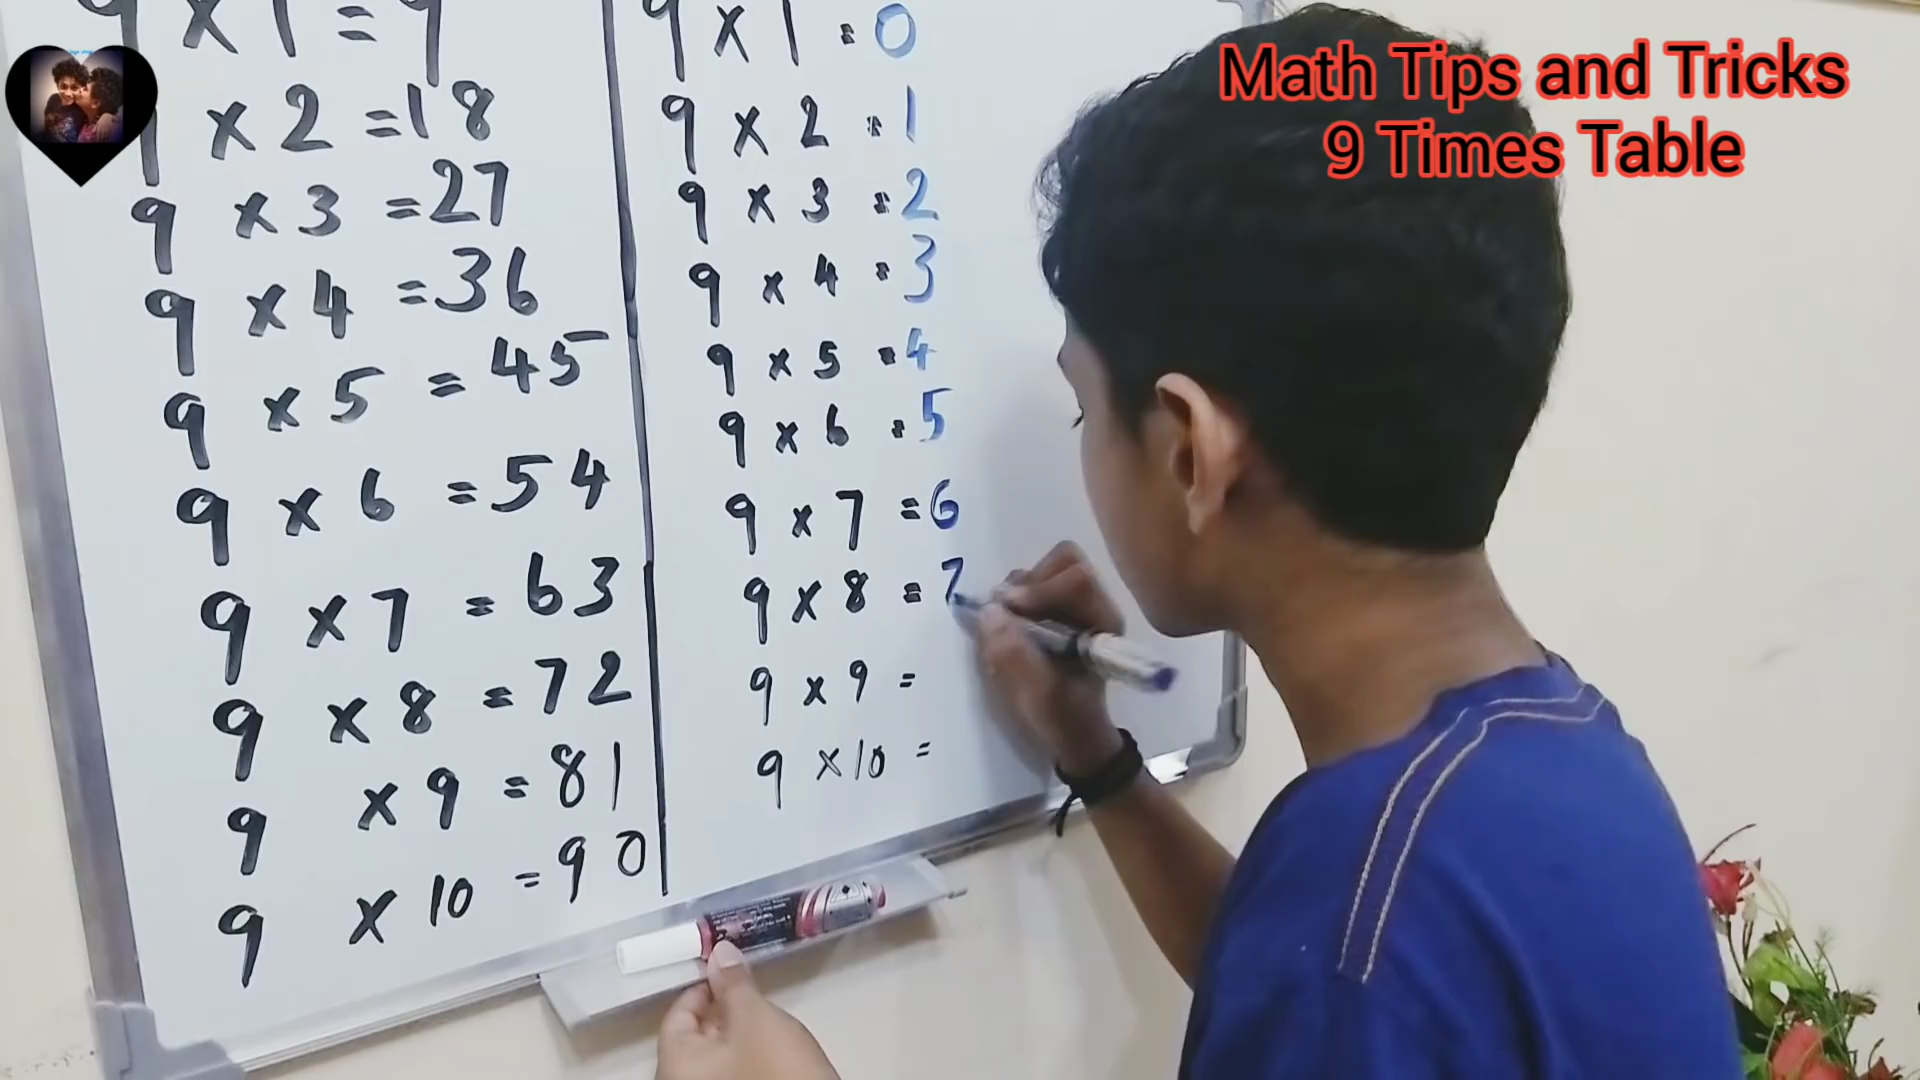 Math Tips and Tricks
9 Times Table
9 x 1 = 9
9 x 2 = 18
9 x 3 = 27
9 x 4 = 36
9 x 5 = 45
9 x 6 = 54
9 x 7 = 63
9 x 8 = 72
9 x 9 = 81
9 x 10 = 90
9 x 1 = 0
9 x 2 = 1
9 x 3 = 2
9 x 4 = 3
9 x 5 = 4
9 x 6 = 5
9 x 7 = 6
9 x 8 = 7
9 x 9 =
9 x 10 =